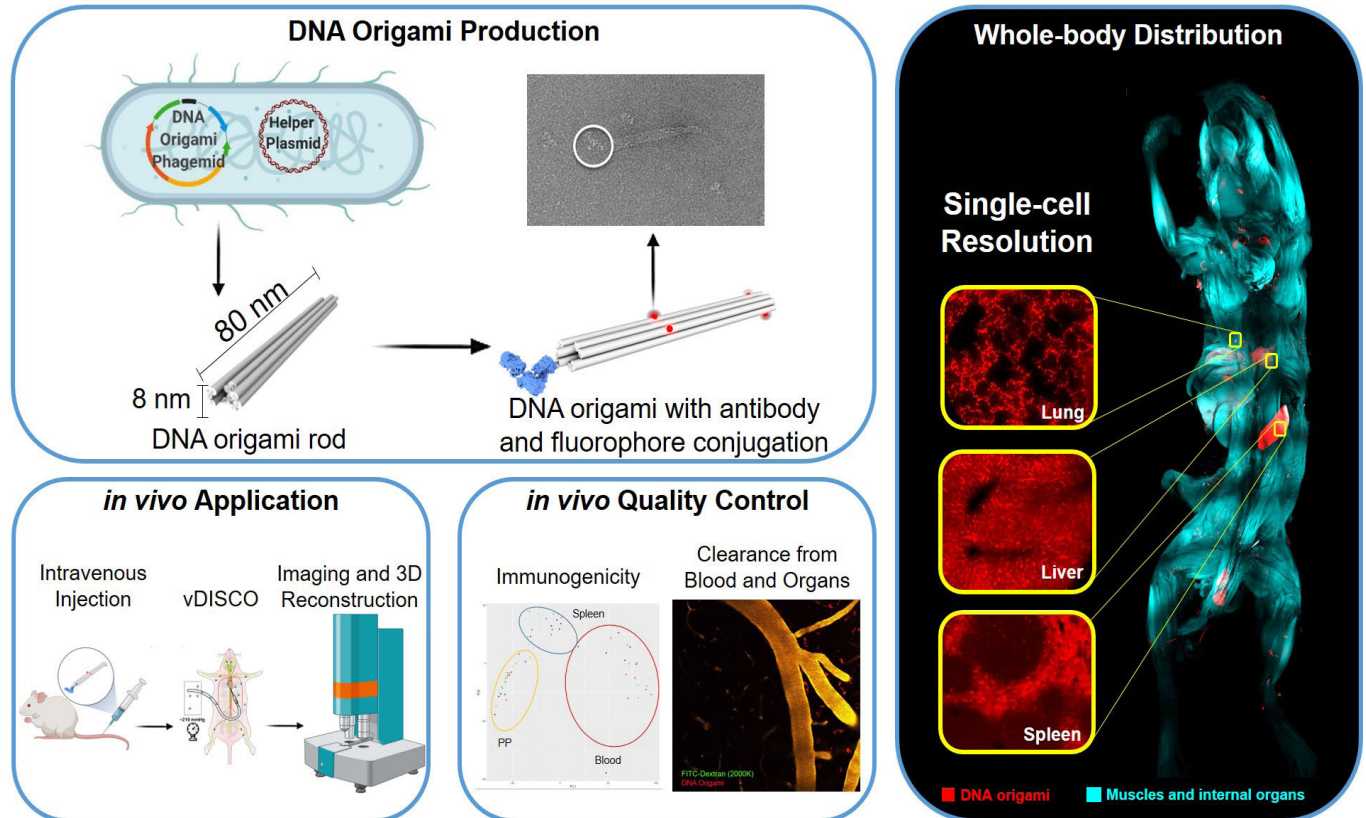 DNA Origami Production
DNA
Origami
Phagemid
Helper
Plasmid
80 nm
8 nm
DNA origami rod
DNA origami with antibody
and fluorophore conjugation
in vivo Application
Intravenous
Injection
vDISCO
Imaging and 3D
Reconstruction
in vivo Quality Control
Immunogenicity
Spleen
PP
Blood
Clearance from
Blood and Organs
FITC-Dextran (2000K)
DNA Origami
Whole-body Distribution
Single-cell
Resolution
Lung
Liver
Spleen
DNA origami
Muscles and internal organs